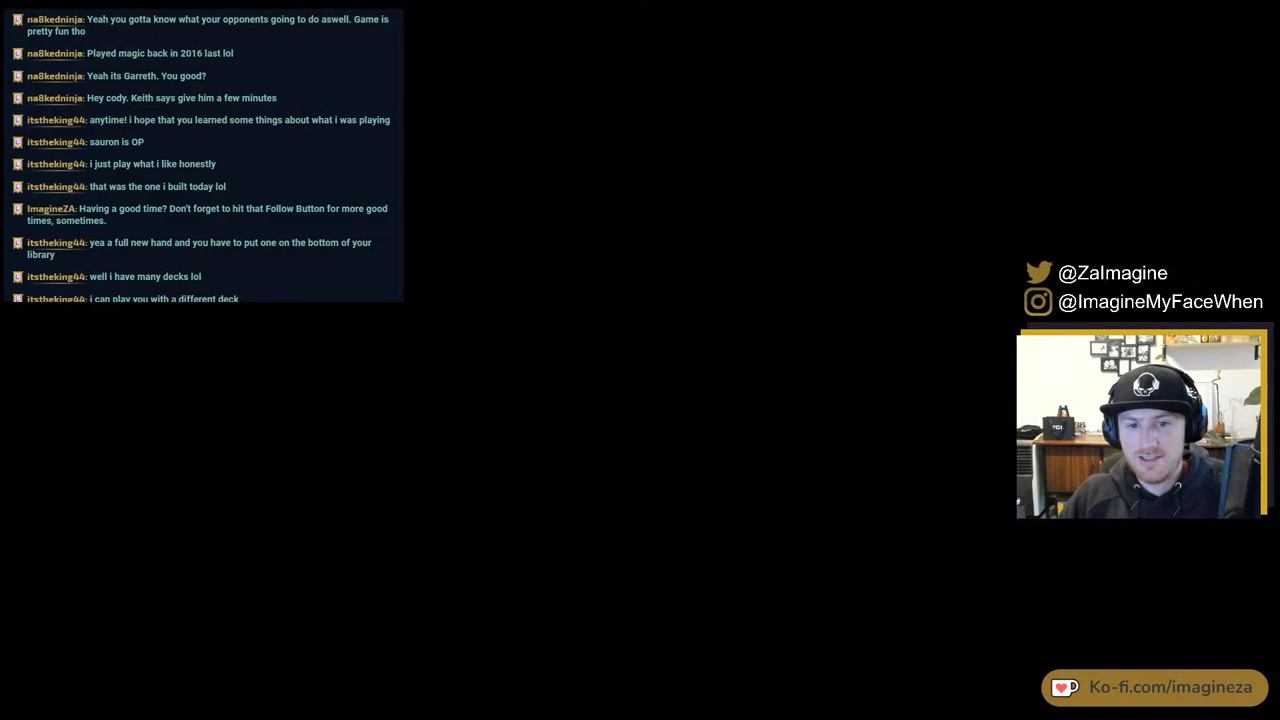 na8kedninja: Yeah you gotta know what your opponents going to do aswell. Game is
pretty fun tho
na8kedninja: Played magic back in 2016 last lol
na8kedninja: Yeah its Garreth. You good?
na8kedninja: Hey cody. Keith says give him a few minutes
itstheking44: anytime! i hope that you learned some things about what i was playing
itstheking44: sauron is OP
itstheking44: i just play what i like honestly
itstheking44: that was the one i built today lol
ImagineZA: Having a good time? Don't forget to hit that Follow Button for more good
times, sometimes.
itstheking44: yea a full new hand and you have to put one on the bottom of your
library
itstheking44: well i have many decks lol
itstheking44: i can play you with a different deck
@ZaImagine
@ImagineMyFaceWhen
Ko-fi.com/imagineza